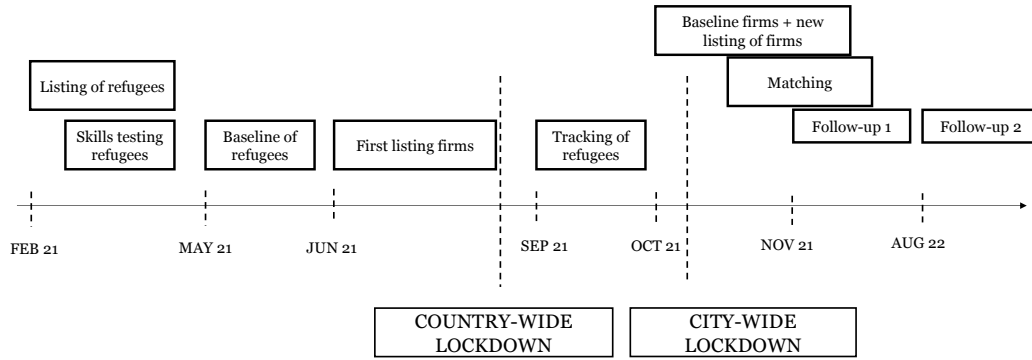 Baseline firms + new
listing of firms
Listing of refugees
Matching
Skills testing
refugees
Baseline of
refugees
First listing firms
Tracking of
refugees
Follow-up 1
Follow-up 2
FEB 21
MAY 21
JUN 21
SEP 21
OCT 21
NOV 21
AUG 22
COUNTRY-WIDE
LOCKDOWN
CITY-WIDE
LOCKDOWN